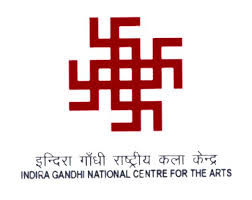 इन्दिरा गाँधी राष्ट्रीय कला केन्द्र
INDIRA GANDHI NATIONAL CENTRE FOR THE ARTS